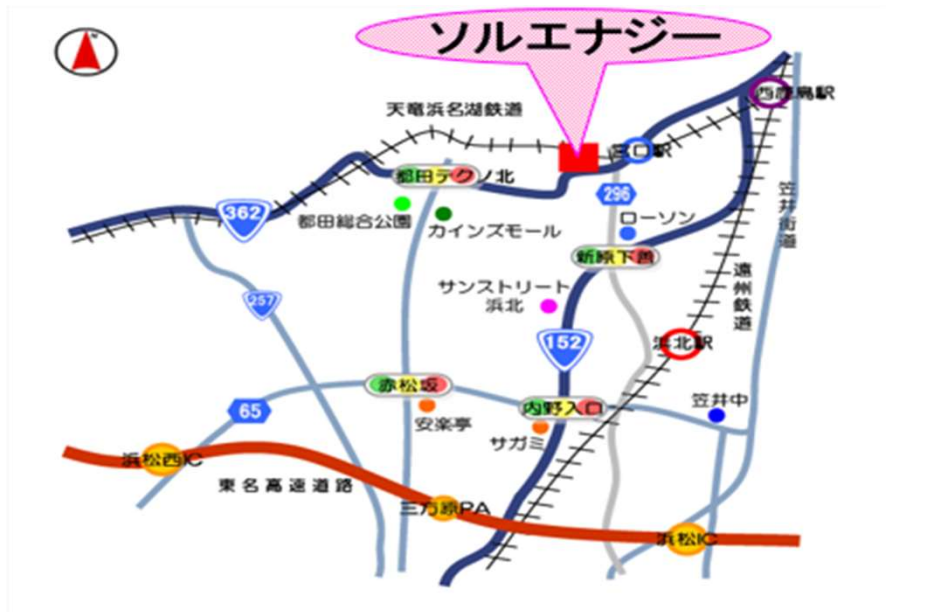 ソルエナジー
天竜浜名湖鉄道
西鹿島駅
宮口駅
都田テクノ北
296
362
都田総合公園
カインズモール
ローソン
笠井街道
新原下善
サンストリート
浜北
遠州鉄道
257
152
浜北駅
赤松坂
65
安楽亭
内野入口
笠井中
サガミ
浜松西IC
東名高速道路
三方原PA
浜松IC